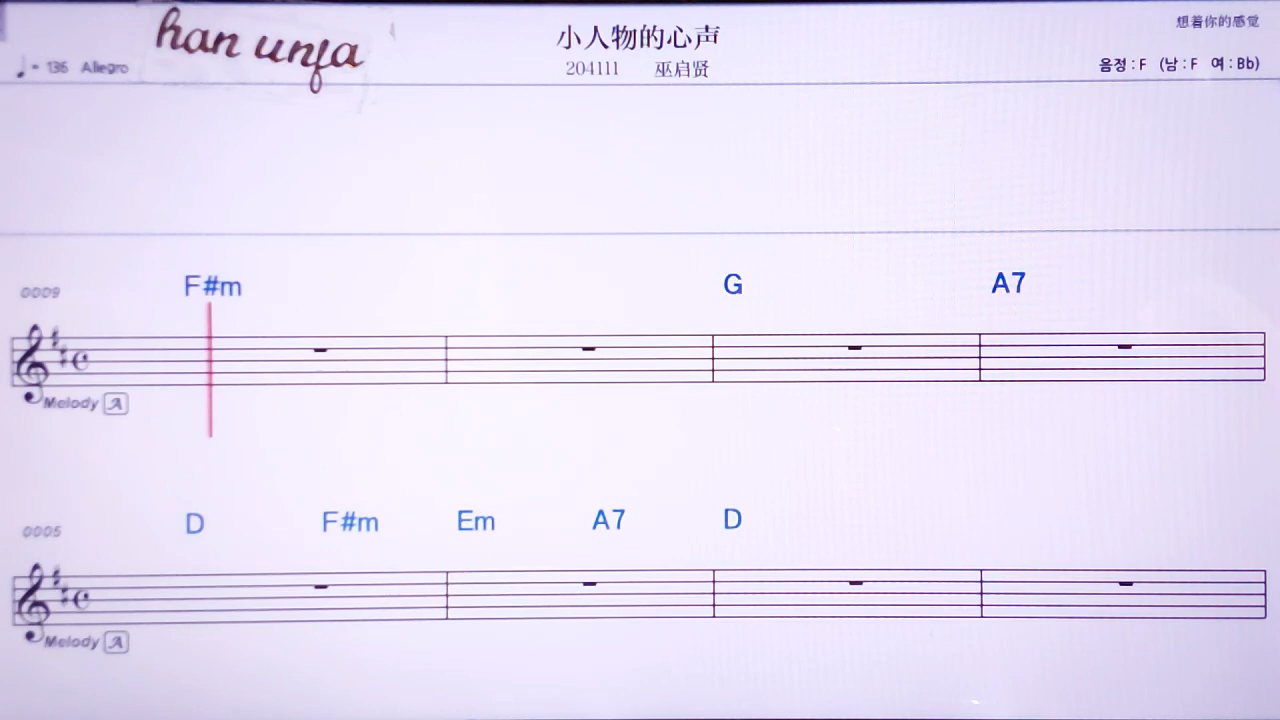 han unfa
小人物的心声
想着你的感觉
♩= 136 Allegro
204111 巫启贤
음정 : F (남 : F 여 : Bb)
0009 F#m G A7
Melody A
0005 D F#m Em A7 D
Melody A